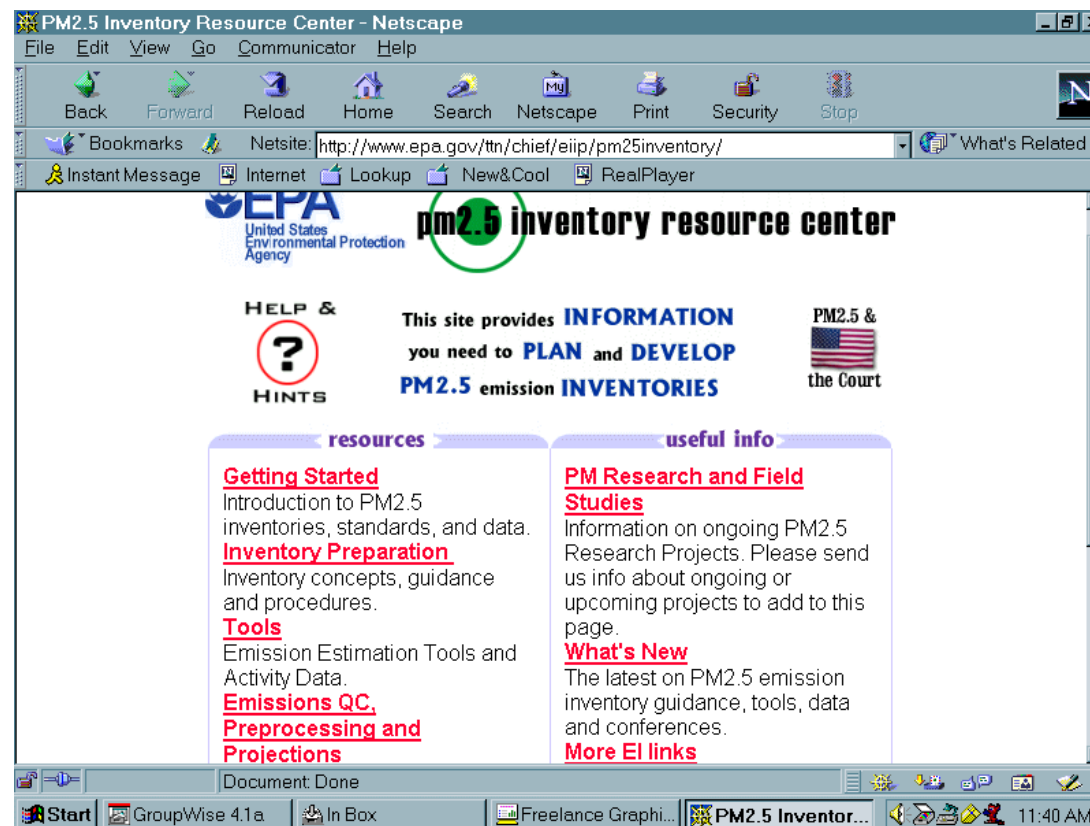 PM2.5 Inventory Resource Center - Netscape
File Edit View Go Communicator Help
My
N
Back Forward Reload Home Search Netscape Print Security Stop
Bookmarks Netsite: http://www.epa.gov/ttn/chief/eiip/pm25inventory/ What's Related
Instant Message Internet Lookup New&Cool RealPlayer
EPA
United States
Environmental Protection
Agency
pm2.5 inventory resource center
HELP &
?
HINTS
This site provides INFORMATION
you need to PLAN and DEVELOP
PM2.5 emission INVENTORIES
PM2.5 &
the Court
resources
Getting Started
Introduction to PM2.5
inventories, standards, and data.
Inventory Preparation
Inventory concepts, guidance
and procedures.
Tools
Emission Estimation Tools and
Activity Data.
Emissions QC,
Preprocessing and
Projections
useful info
PM Research and Field
Studies
Information on ongoing PM2.5
Research Projects. Please send
us info about ongoing or
upcoming projects to add to this
page.
What's New
The latest on PM2.5 emission
inventory guidance, tools, data
and conferences.
More EI links
Document: Done
Start GroupWise 4.1a In Box Freelance Graphi... PM2.5 Inventor... 11:40 AM